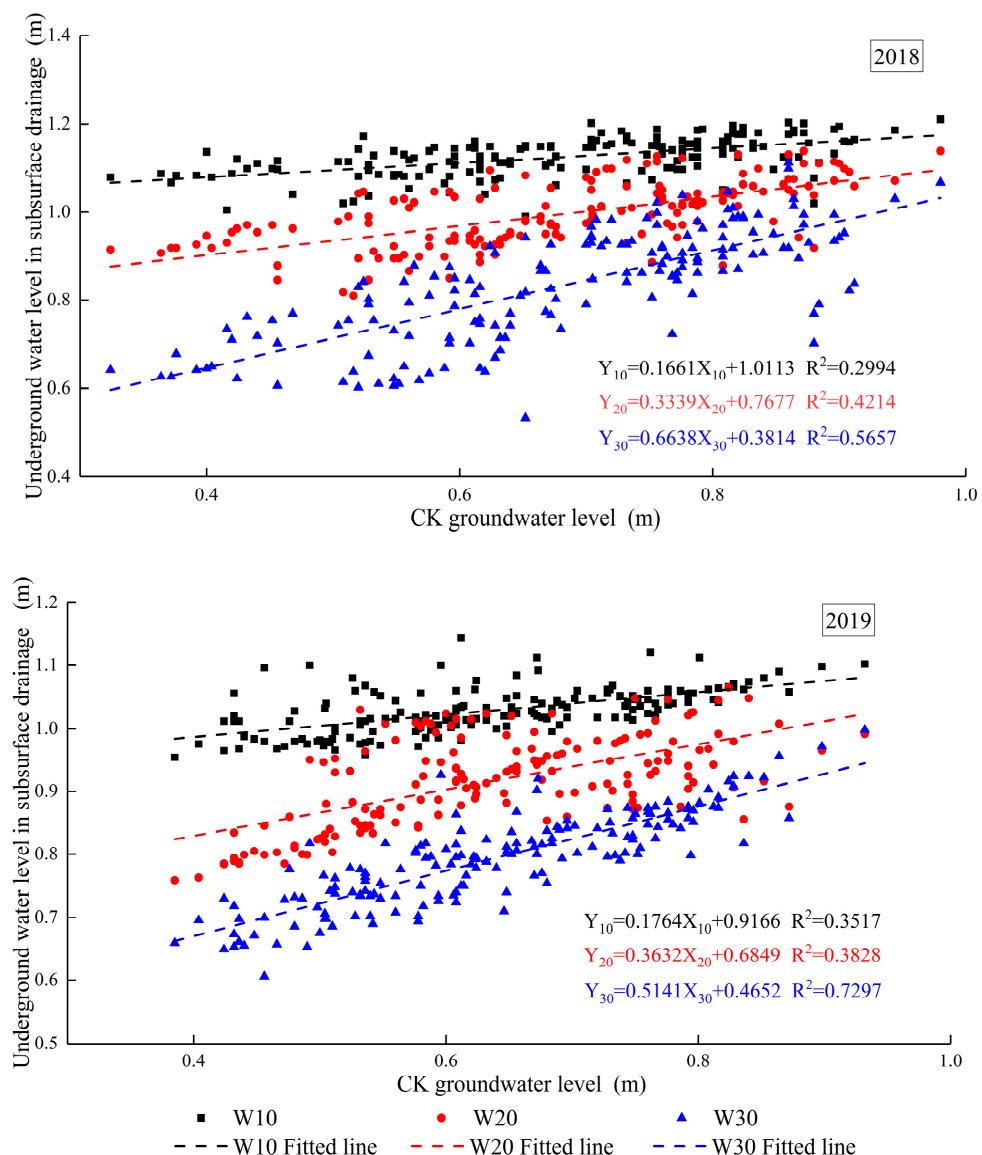 Underground water level in subsurface drainage (m)
1.4
1.2
1.0
0.8
0.6
0.4
2018
Y10=0.1661X10+1.0113 R2=0.2994
Y20=0.3339X20+0.7677 R2=0.4214
Y30=0.6638X30+0.3814 R2=0.5657
0.4 0.6 0.8 1.0
CK groundwater level (m)
Underground water level in subsurface drainage (m)
1.2
1.1
1.0
0.9
0.8
0.7
0.6
0.5
2019
Y10=0.1764X10+0.9166 R2=0.3517
Y20=0.3632X20+0.6849 R2=0.3828
Y30=0.5141X30+0.4652 R2=0.7297
0.4 0.6 0.8 1.0
CK groundwater level (m)
W10 W20 W30
W10 Fitted line W20 Fitted line W30 Fitted line